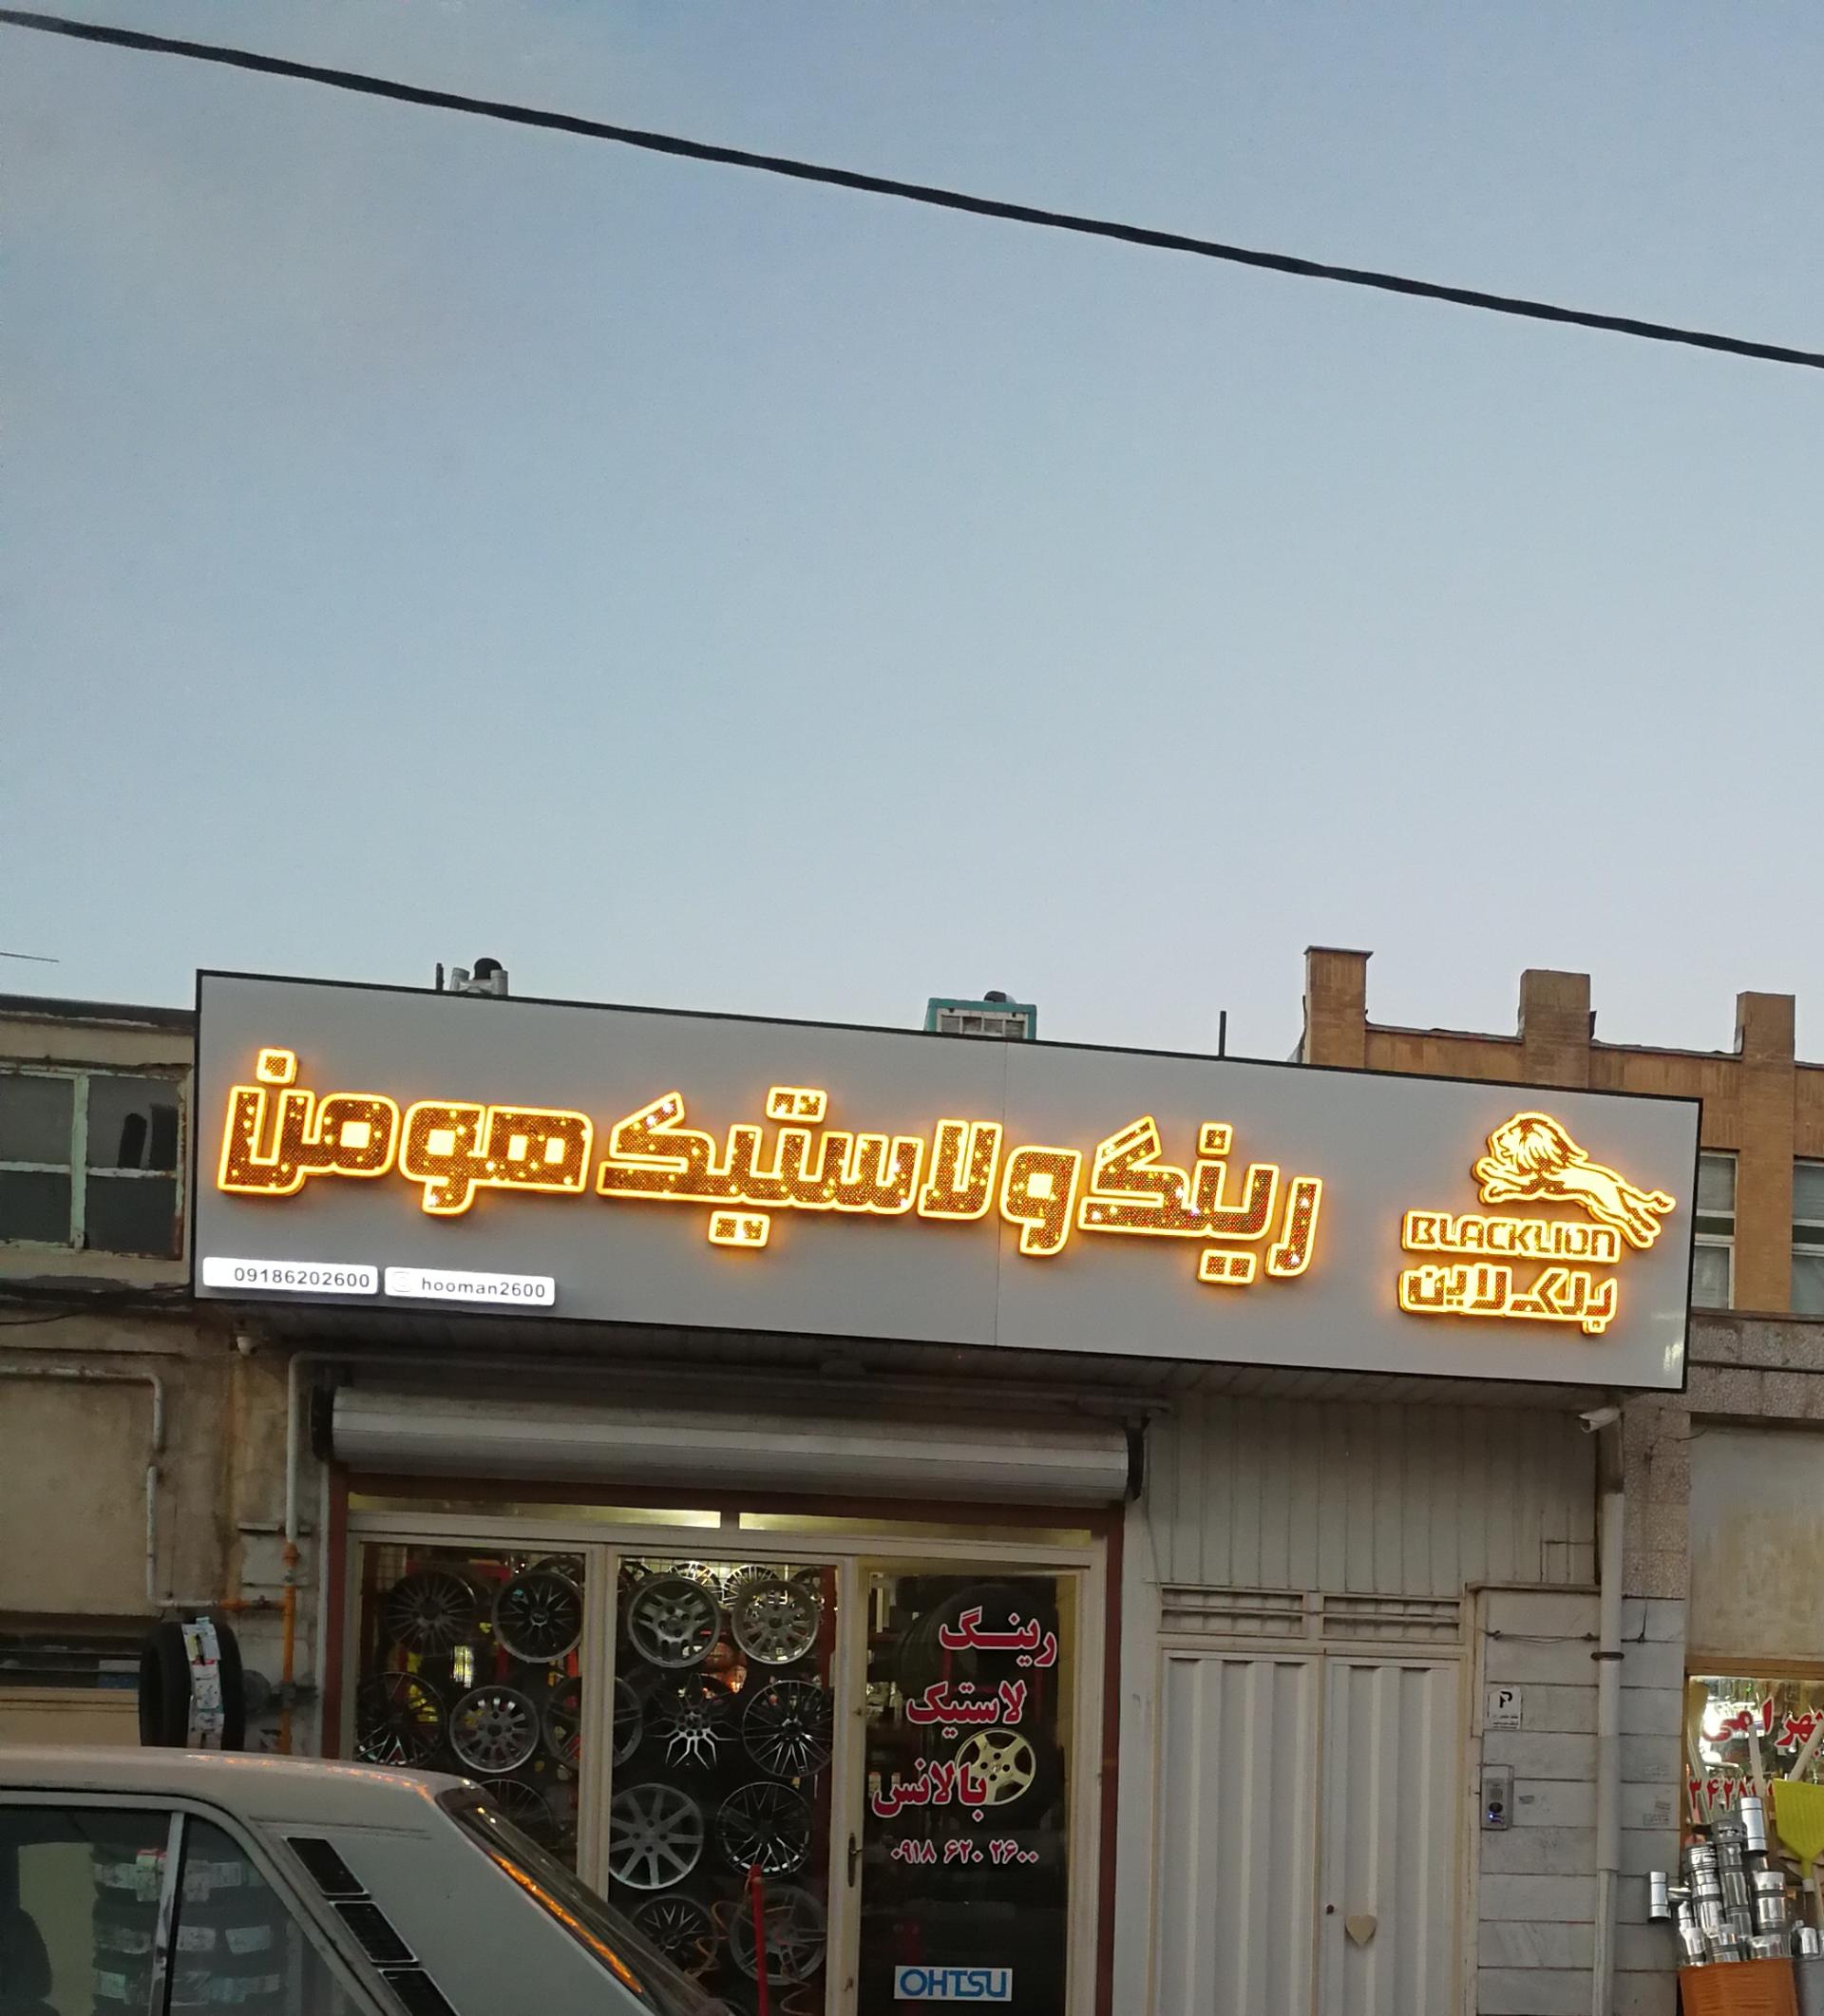 رینگ و لاستیک هومن
BLACKLION
بلک لاین
09186202600
hooman2600
رینگ
لاستیک
بالانس
۰۹۱۸ ۶۲۰ ۲۶۰۰
OHTSU